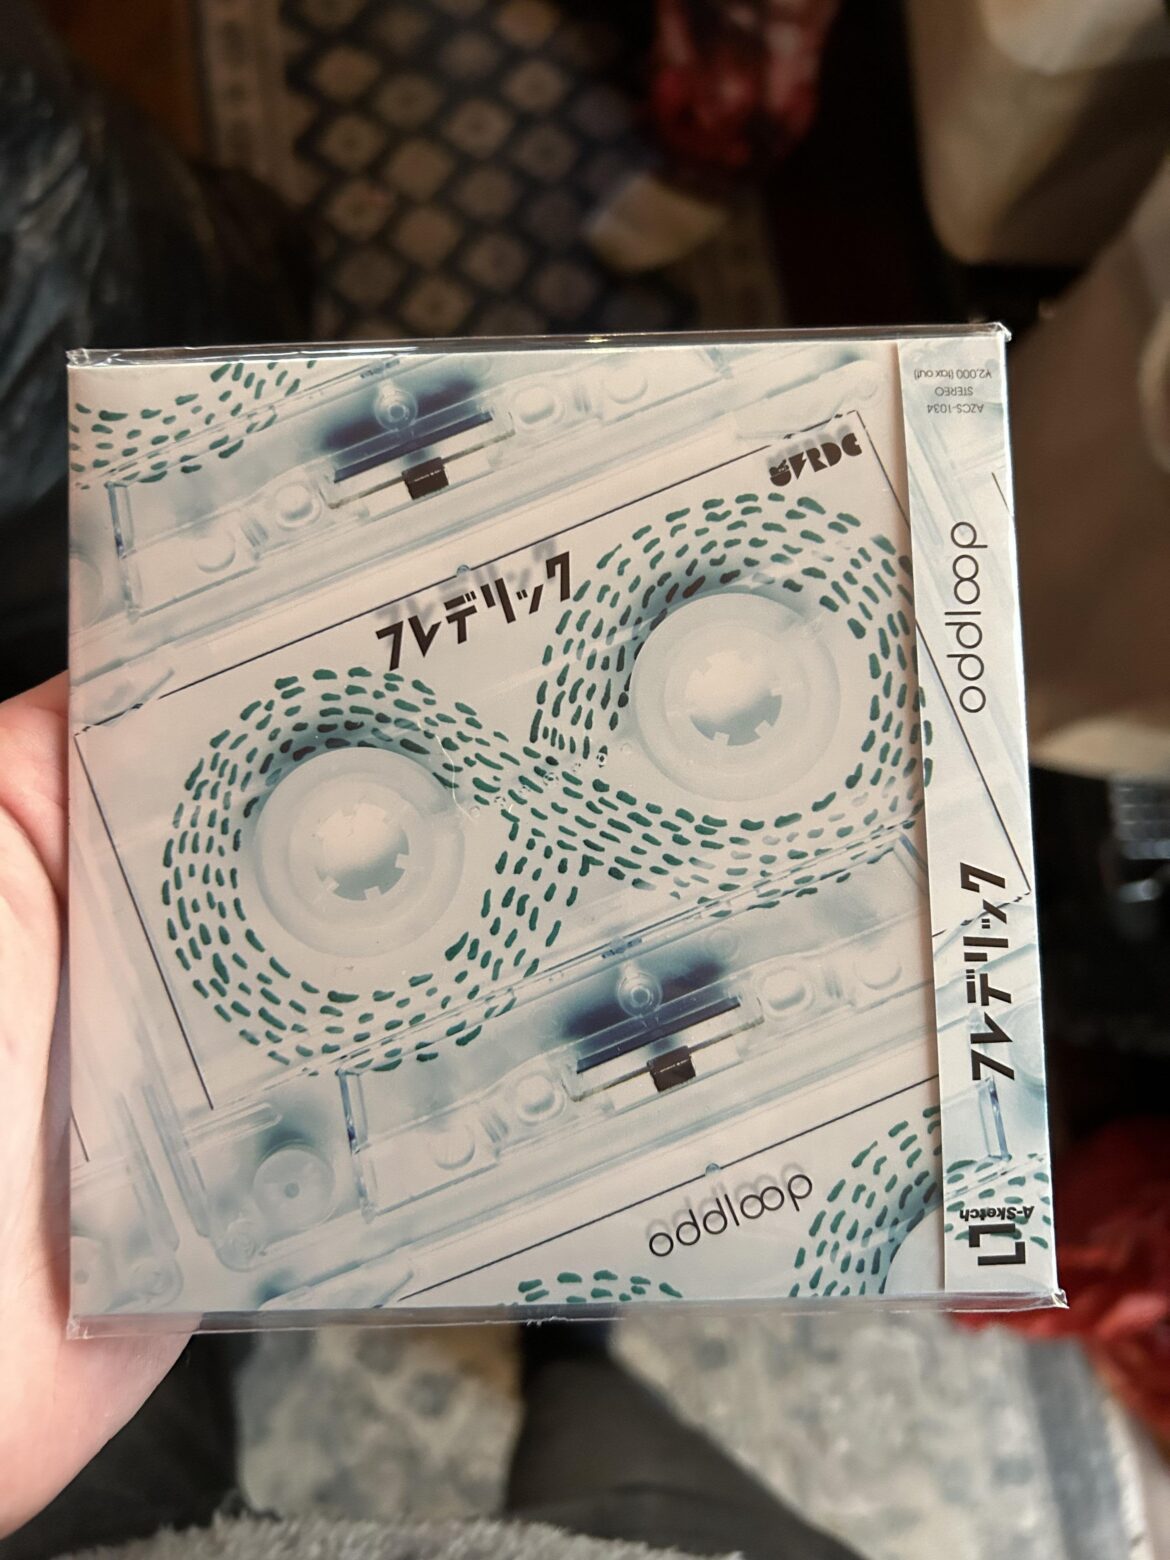 フレデリック
FRDC
oddloop
¥2,000 (tax out)
STEREO
AZCS-1034
oddloop
フレデリック
A-Sketch